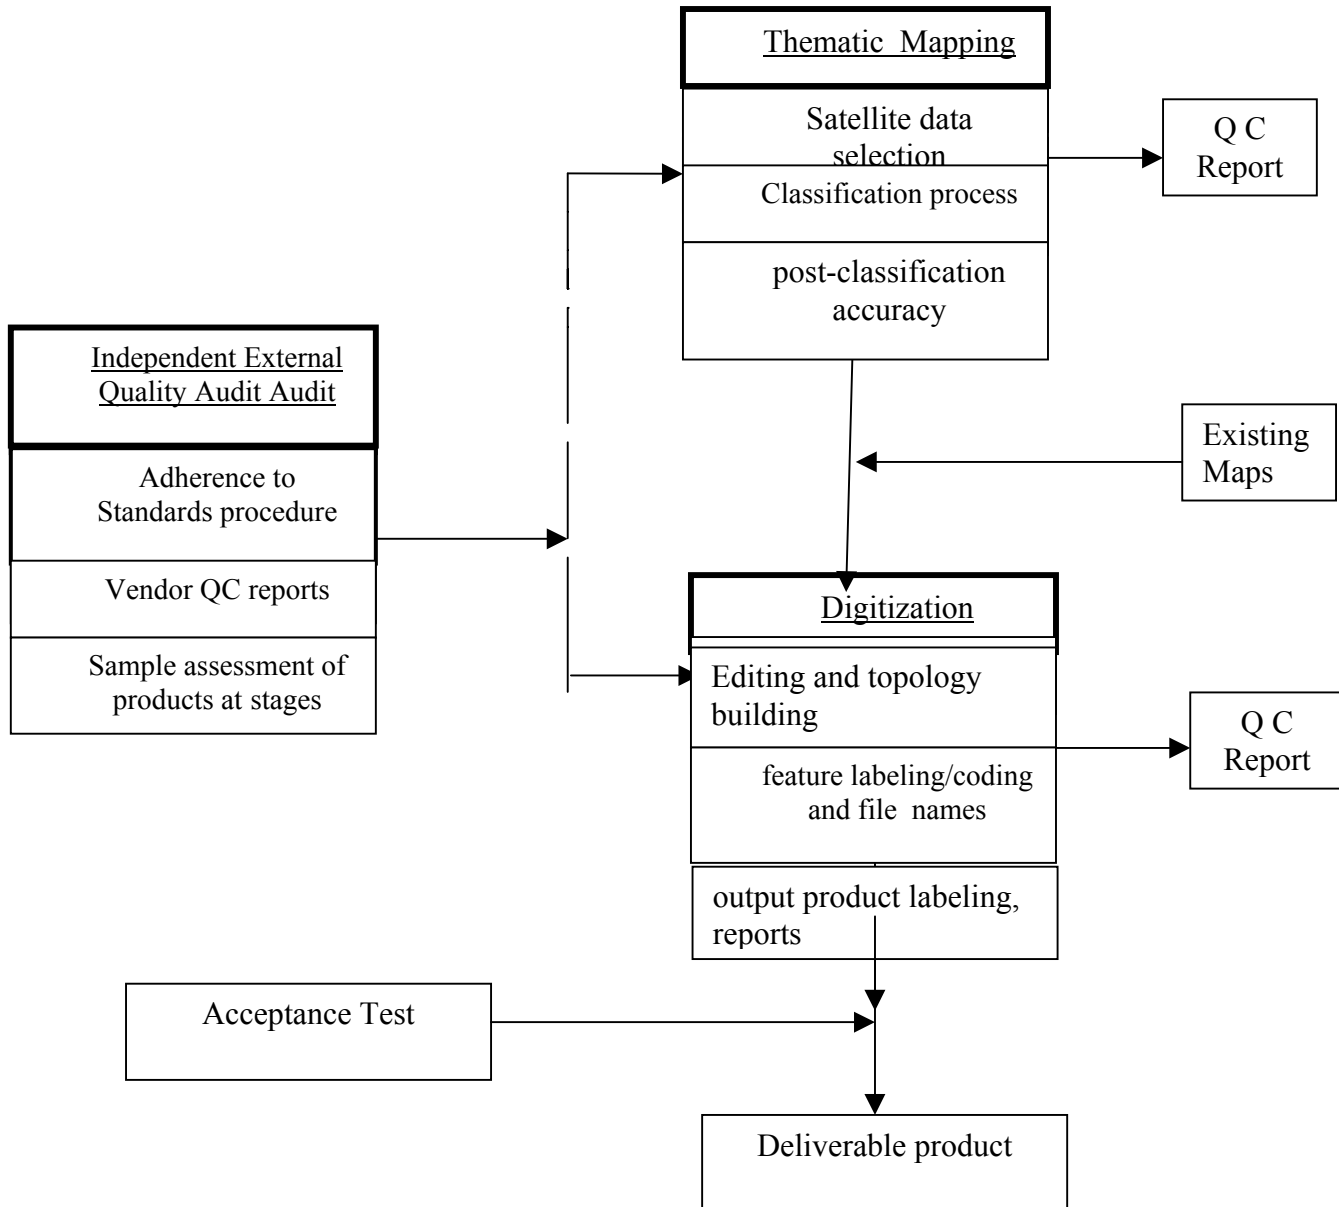 Thematic Mapping
Satellite data
selection
Classification process
post-classification
accuracy
Q C
Report
Independent External
Quality Audit Audit
Adherence to
Standards procedure
Vendor QC reports
Sample assessment of
products at stages
Existing
Maps
Digitization
Editing and topology
building
feature labeling/coding
and file names
output product labeling,
reports
Q C
Report
Acceptance Test
Deliverable product